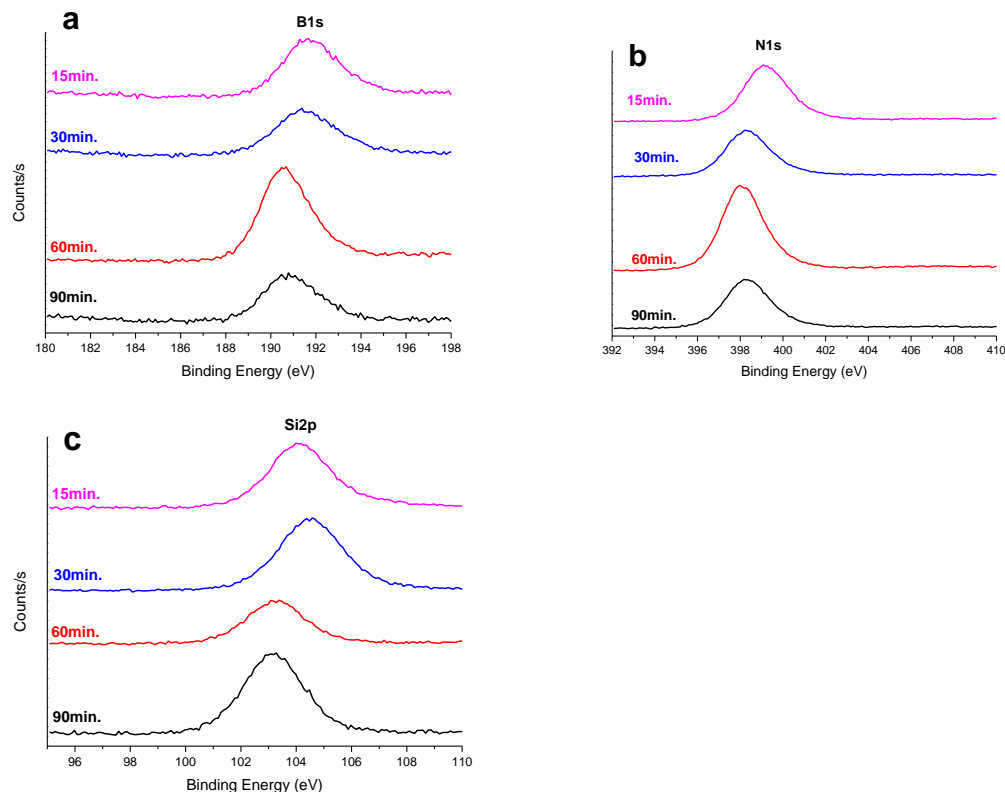 a
B1s
15min.
30min.
60min.
90min.
Counts/s
180 182 184 186 188 190 192 194 196 198
Binding Energy (eV)
b
N1s
15min.
30min.
60min.
90min.
392 394 396 398 400 402 404 406 408 410
Binding Energy (eV)
c
Si2p
15min.
30min.
60min.
90min.
Counts/s
96 98 100 102 104 106 108 110
Binding Energy (eV)